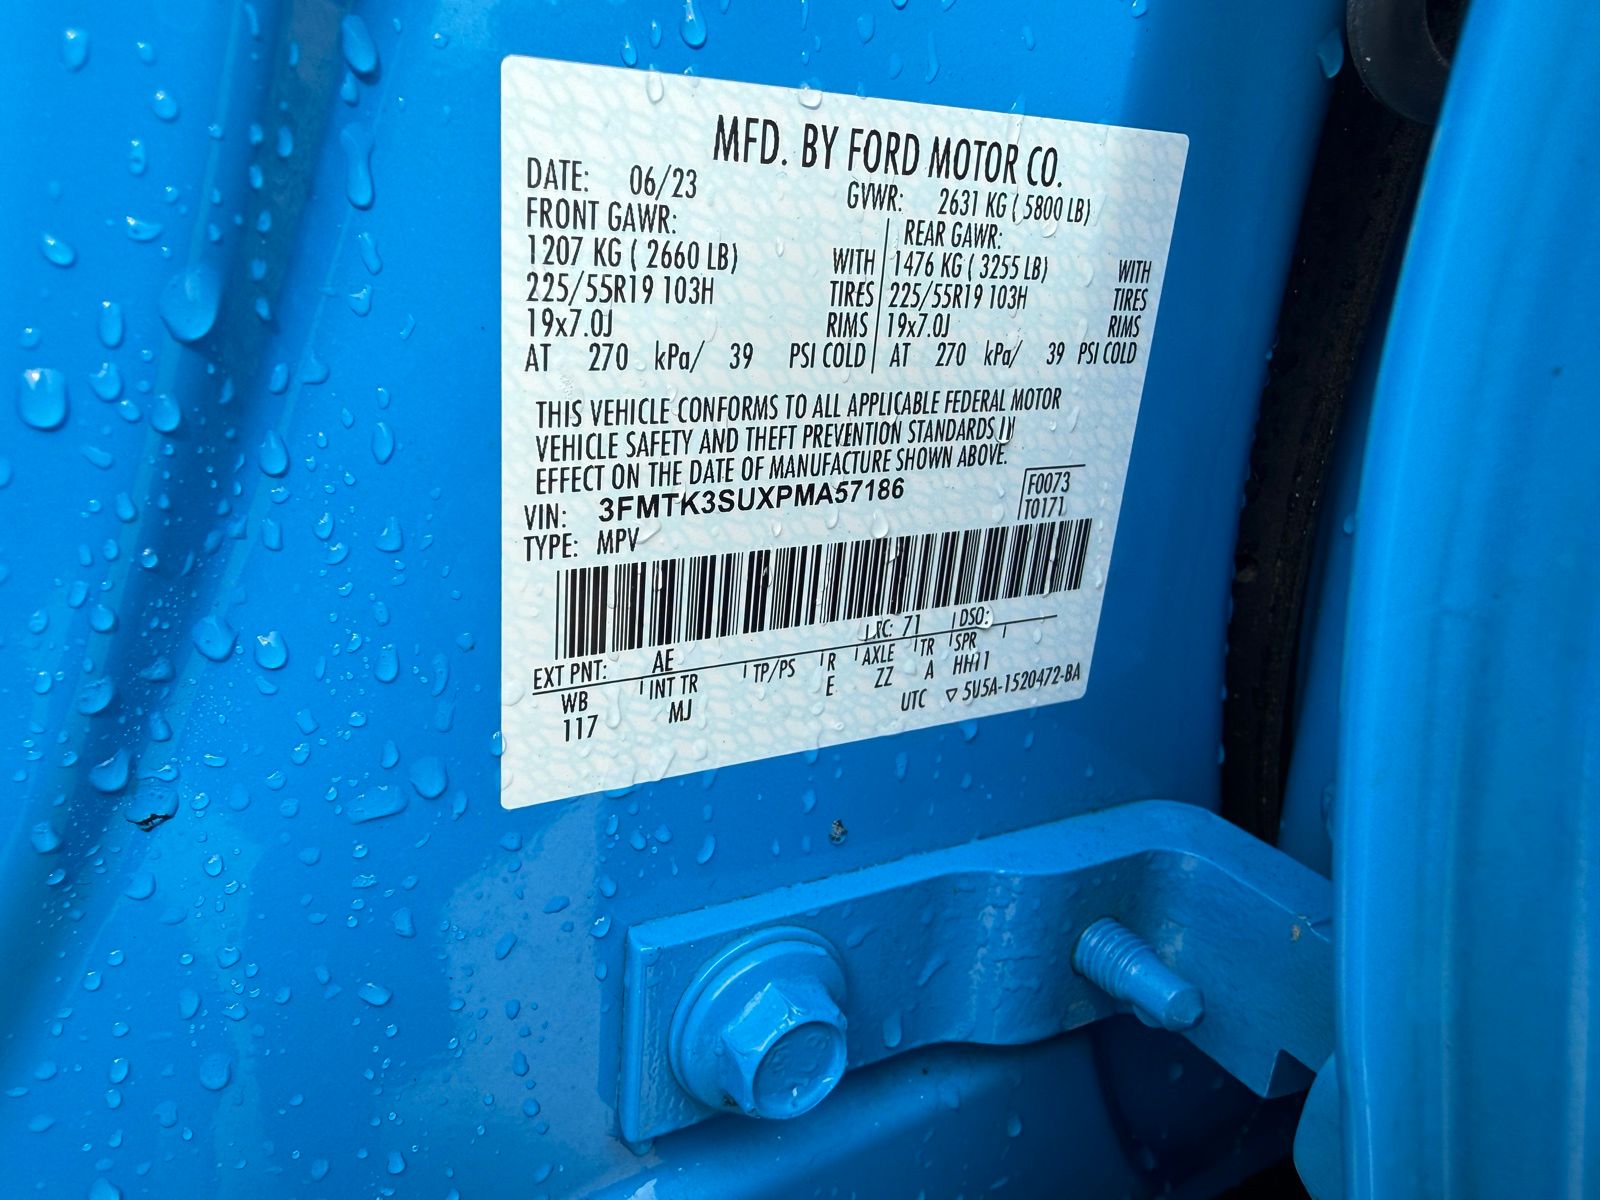 MFD. BY FORD MOTOR CO.
DATE: 06/23 GVWR: 2631 KG ( 5800 LB)
FRONT GAWR: REAR GAWR:
1207 KG ( 2660 LB) WITH 1476 KG ( 3255 LB) WITH
225/55R19 103H TIRES 225/55R19 103H TIRES
19x7.0J RIMS 19x7.0J RIMS
AT 270 kPa/ 39 PSI COLD AT 270 kPa/ 39 PSI COLD
THIS VEHICLE CONFORMS TO ALL APPLICABLE FEDERAL MOTOR
VEHICLE SAFETY AND THEFT PREVENTION STANDARDS IN
EFFECT ON THE DATE OF MANUFACTURE SHOWN ABOVE.
VIN: 3FMTK3SUXPMA57186 F0073
TYPE: MPV T0171
LRC: 71 DSO:
EXT PNT: AE
WB INT TR TP/PS R AXLE TR SPR
117 MJ E ZZ A HH11
UTC ▽ 5U5A-1520472-BA